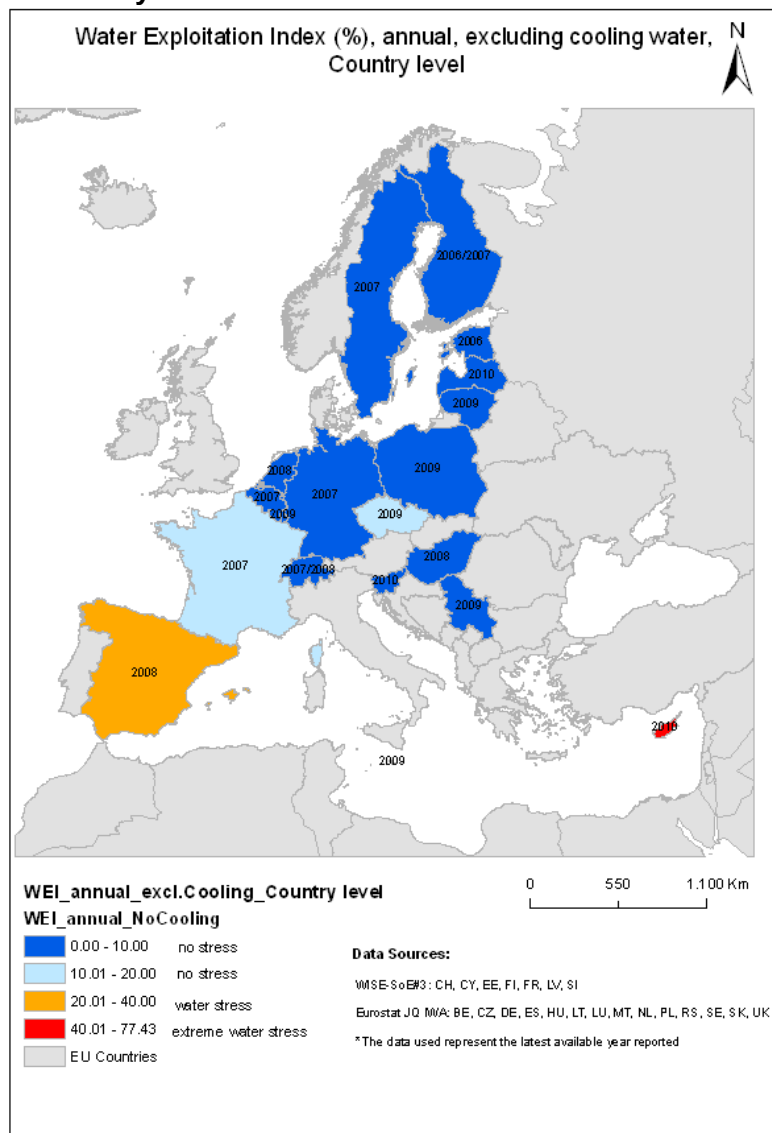 Water Exploitation Index (%), annual, excluding cooling water,
Country level
N
2006/2007
2007
2006
2010
2009
2008
2007
2009
2007
2009
2009
2007
2007/2008
2008
2010
2009
2008
2010
2009
WEI_annual_excl.Cooling_Country level
WEI_annual_NoCooling
0.00 - 10.00 no stress
10.01 - 20.00 no stress
20.01 - 40.00 water stress
40.01 - 77.43 extreme water stress
EU Countries
0 550 1.100 Km
Data Sources:
WISE-SoE#3: CH, CY, EE, FI, FR, LV, SI
Eurostat JQ IWA: BE, CZ, DE, ES, HU, LT, LU, MT, NL, PL, RS, SE, SK, UK
*The data used represent the latest available year reported